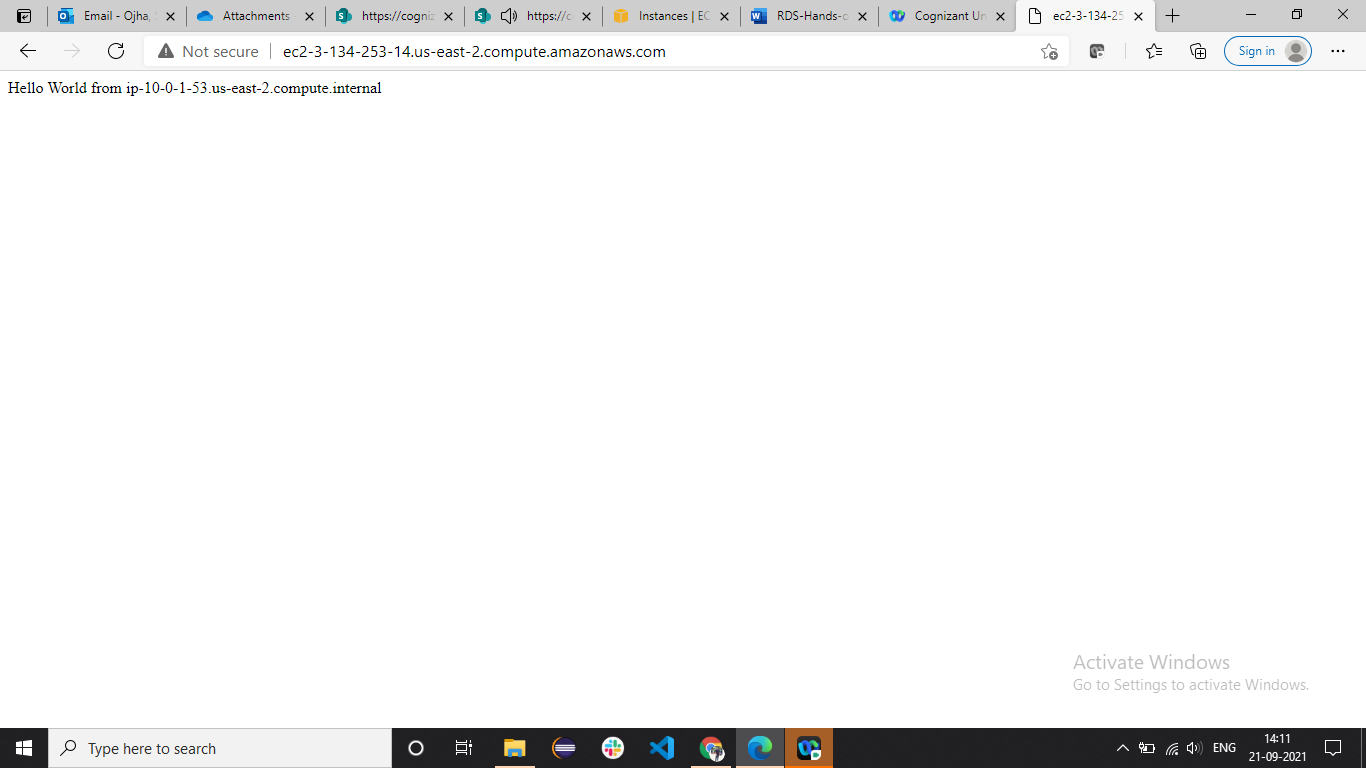 Email - Ojha,
Attachments
https://cogniz
https://c
Instances | EC
RDS-Hands-o
Cognizant Un
ec2-3-134-25
Not secure
ec2-3-134-253-14.us-east-2.compute.amazonaws.com
Sign in
Hello World from ip-10-0-1-53.us-east-2.compute.internal
Activate Windows
Go to Settings to activate Windows.
Type here to search
ENG
14:11
21-09-2021